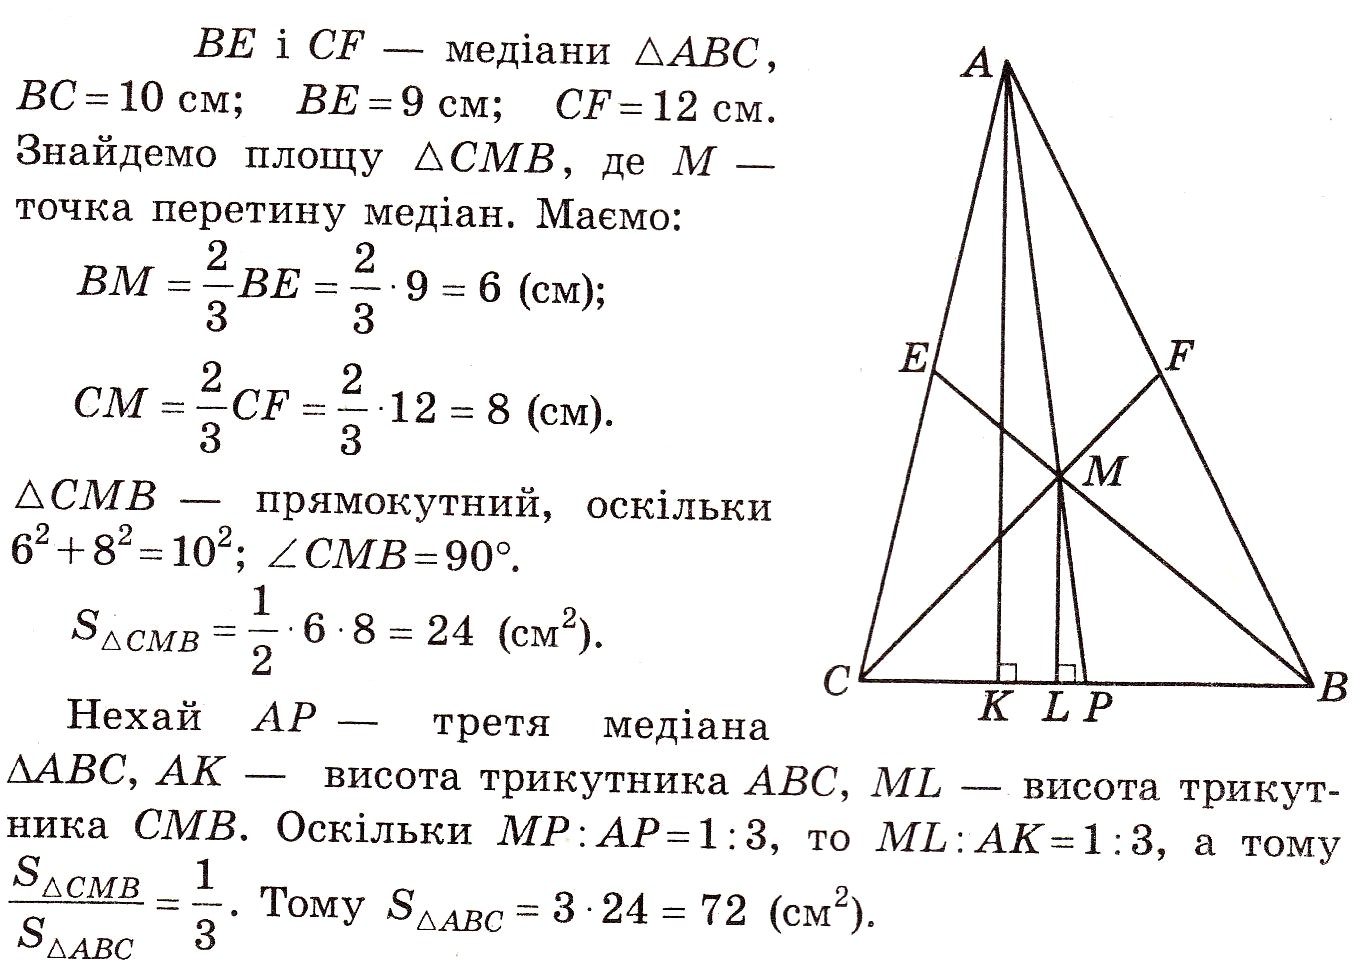 BE і CF — медіани △ABC,
BC = 10 см; BE = 9 см; CF = 12 см.
Знайдемо площу △CMB, де M —
точка перетину медіан. Маємо:
BM = 2/3 BE = 2/3 · 9 = 6 (см);
CM = 2/3 CF = 2/3 · 12 = 8 (см).
△CMB — прямокутний, оскільки
6² + 8² = 10²; ∠CMB = 90°.
S△CMB = 1/2 · 6 · 8 = 24 (см²).
Нехай AP — третя медіана
△ABC, AK — висота трикутника ABC, ML — висота трикут-
ника CMB. Оскільки MP : AP = 1 : 3, то ML : AK = 1 : 3, а тому
S△CMB/S△ABC = 1/3. Тому S△ABC = 3 · 24 = 72 (см²).
A
E
F
M
C
K
L
P
B